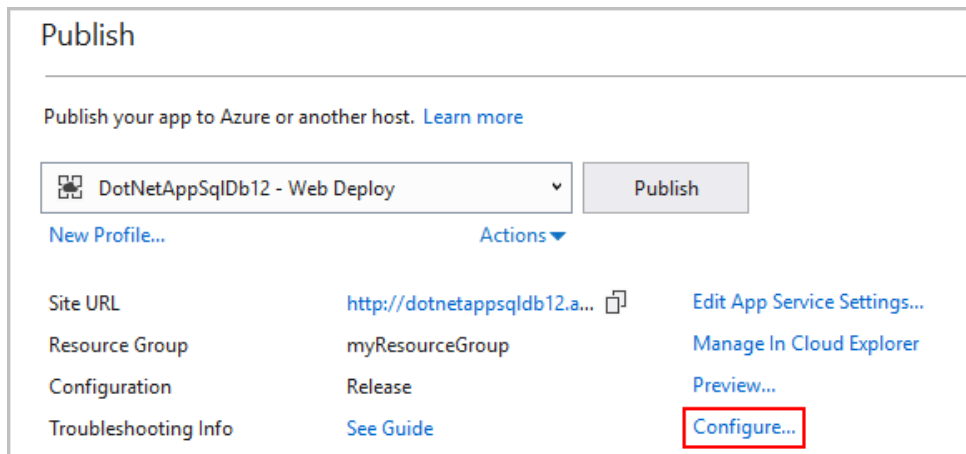 Publish
Publish your app to Azure or another host. Learn more
DotNetAppSqlDb12 - Web Deploy Publish
New Profile... Actions
Site URL http://dotnetappsqldb12.a... Edit App Service Settings...
Resource Group myResourceGroup Manage In Cloud Explorer
Configuration Release Preview...
Troubleshooting Info See Guide Configure...